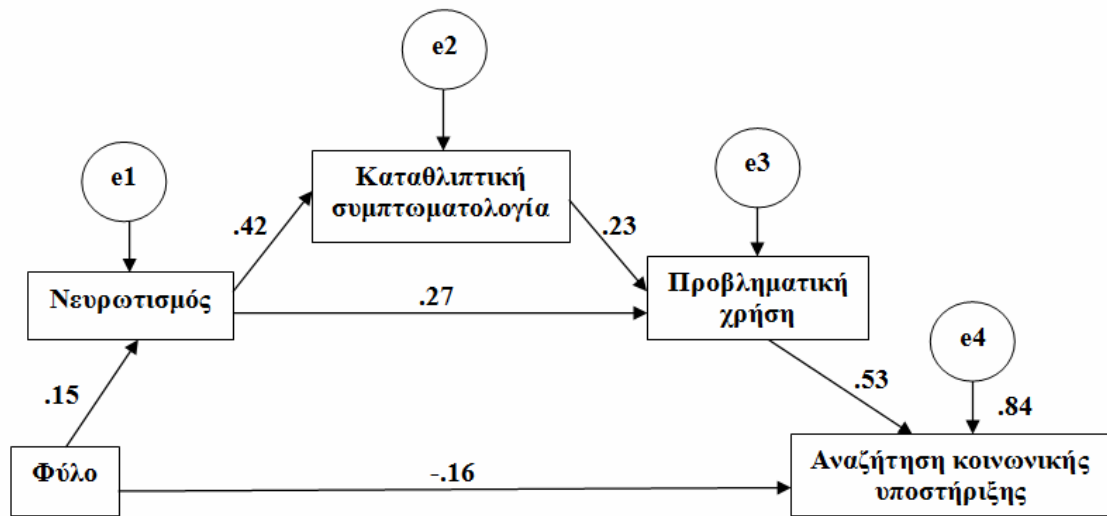 e2
e1
Καταθλιπτική
συμπτωματολογία
e3
.42
.23
Νευρωτισμός
.27
Προβληματική
χρήση
e4
.15
.53
.84
Φύλο
-.16
Αναζήτηση κοινωνικής
υποστήριξης